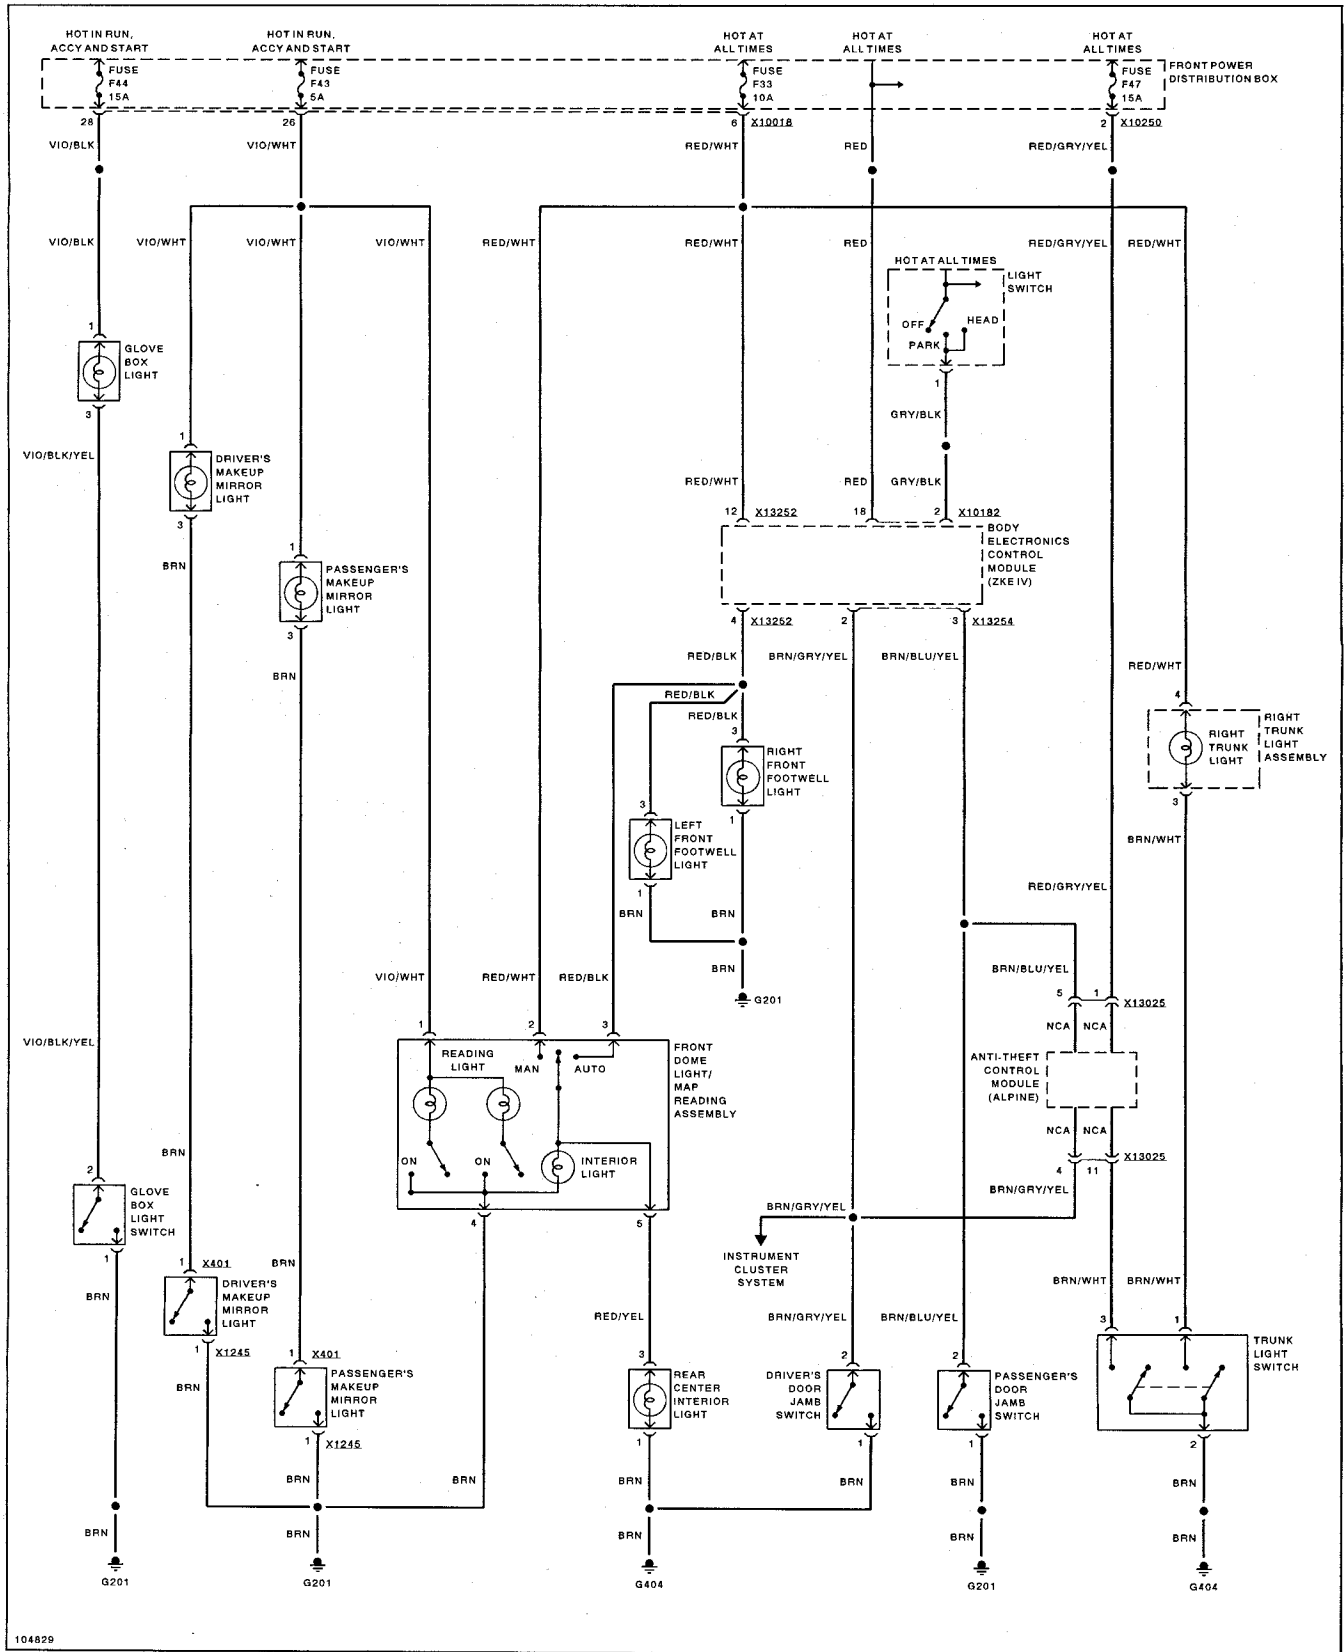 HOT IN RUN,
ACCY AND START
HOT IN RUN,
ACCY AND START
HOT AT
ALL TIMES
HOT AT
ALL TIMES
HOT AT
ALL TIMES
FUSE
F44
15A
FUSE
F43
5A
FUSE
F33
10A
FUSE
F47
15A
FRONT POWER
DISTRIBUTION BOX
28
26
6 X10018
2 X10250
VIO/BLK
VIO/WHT
RED/WHT
RED
RED/GRY/YEL
VIO/BLK
VIO/WHT
VIO/WHT
VIO/WHT
RED/WHT
RED/WHT
RED
RED/GRY/YEL
RED/WHT
HOT AT ALL TIMES
LIGHT
SWITCH
OFF
HEAD
PARK
1
GRY/BLK
1
GLOVE
BOX
LIGHT
3
VIO/BLK/YEL
1
DRIVER'S
MAKEUP
MIRROR
LIGHT
3
BRN
RED/WHT
RED
GRY/BLK
12 X13252
18
2 X10182
BODY
ELECTRONICS
CONTROL
MODULE
(ZKE IV)
1
PASSENGER'S
MAKEUP
MIRROR
LIGHT
3
BRN
4 X13252
2
3 X13254
RED/BLK
BRN/GRY/YEL
BRN/BLU/YEL
RED/WHT
RED/BLK
RED/BLK
4
RIGHT
TRUNK
LIGHT
RIGHT
TRUNK
LIGHT
ASSEMBLY
3
BRN/WHT
3
RIGHT
FRONT
FOOTWELL
LIGHT
1
3
LEFT
FRONT
FOOTWELL
LIGHT
1
BRN
BRN
RED/GRY/YEL
BRN
G201
VIO/WHT
RED/WHT
RED/BLK
BRN/BLU/YEL
5
1
X13025
NCA
NCA
VIO/BLK/YEL
1
2
3
READING
LIGHT
MAN
AUTO
FRONT
DOME
LIGHT/
MAP
READING
ASSEMBLY
ANTI-THEFT
CONTROL
MODULE
(ALPINE)
NCA
NCA
ON
ON
INTERIOR
LIGHT
X13025
4
11
BRN
BRN/GRY/YEL
2
GLOVE
BOX
LIGHT
SWITCH
1
4
5
BRN/GRY/YEL
INSTRUMENT
CLUSTER
SYSTEM
BRN
1 X401
DRIVER'S
MAKEUP
MIRROR
LIGHT
1 X1245
BRN
BRN
BRN/WHT
BRN/WHT
RED/YEL
BRN/GRY/YEL
BRN/BLU/YEL
3
1
TRUNK
LIGHT
SWITCH
2
1 X401
PASSENGER'S
MAKEUP
MIRROR
LIGHT
1 X1245
3
REAR
CENTER
INTERIOR
LIGHT
1
DRIVER'S
DOOR
JAMB
SWITCH
2
1
2
PASSENGER'S
DOOR
JAMB
SWITCH
1
BRN
BRN
BRN
BRN
BRN
BRN
BRN
BRN
BRN
BRN
BRN
BRN
G201
G201
G404
G201
G404
104829